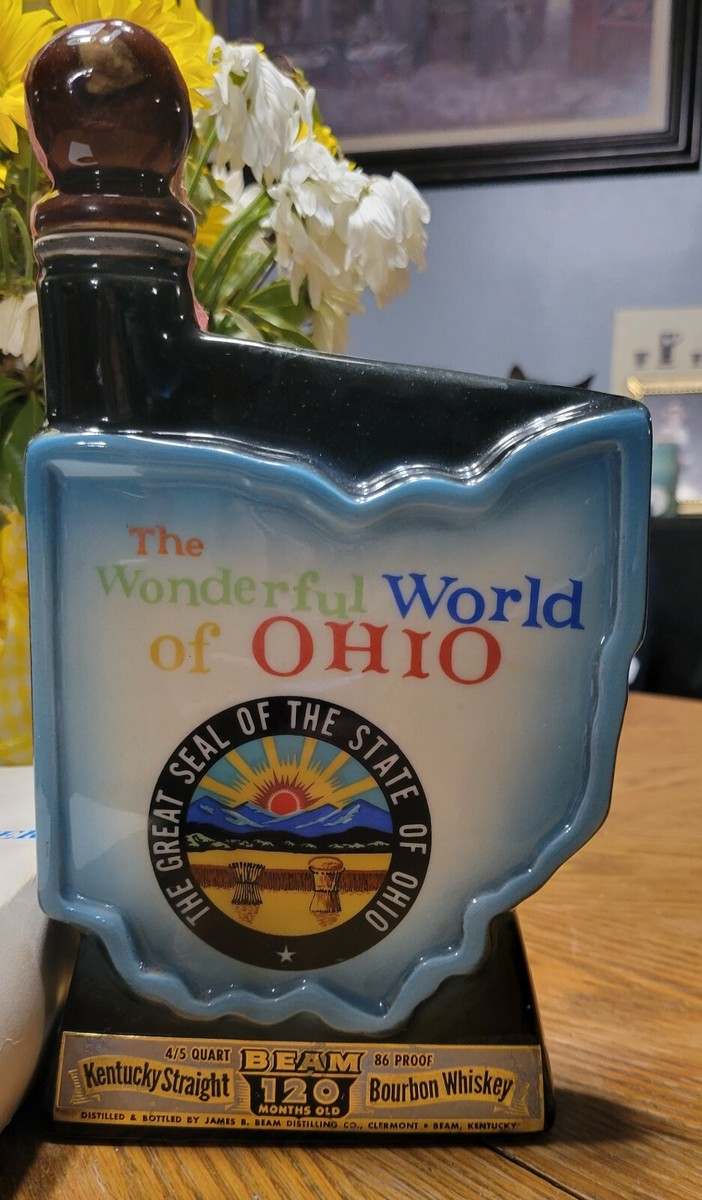 The
Wonderful World
of OHIO
THE GREAT SEAL OF THE STATE OF OHIO
4/5 QUART BEAM 86 PROOF
Kentucky Straight 120 Bourbon Whiskey
MONTHS OLD
DISTILLED & BOTTLED BY JAMES B. BEAM DISTILLING CO., CLERMONT • BEAM, KENTUCKY